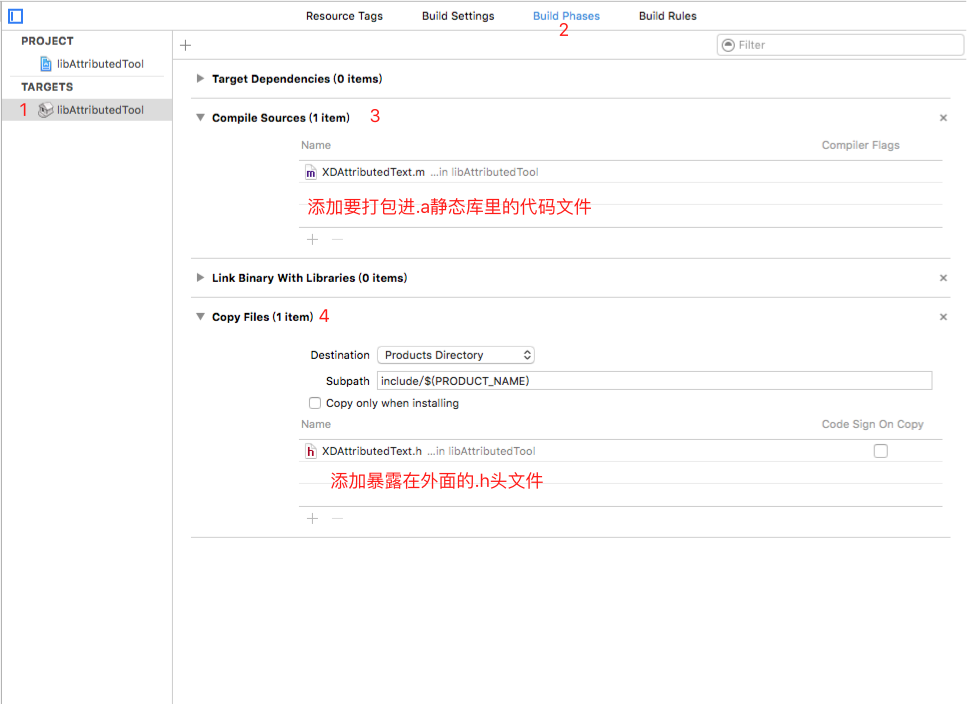 Resource Tags Build Settings Build Phases Build Rules
2
PROJECT
Filter
libAttributedTool
Target Dependencies (0 items)
TARGETS
1 libAttributedTool
Compile Sources (1 item) 3
Name Compiler Flags
m XDAttributedText.m ...in libAttributedTool
添加要打包进.a静态库里的代码文件
Link Binary With Libraries (0 items)
Copy Files (1 item) 4
Destination Products Directory
Subpath include/$(PRODUCT_NAME)
Copy only when installing
Name Code Sign On Copy
h XDAttributedText.h ...in libAttributedTool
添加暴露在外面的.h头文件